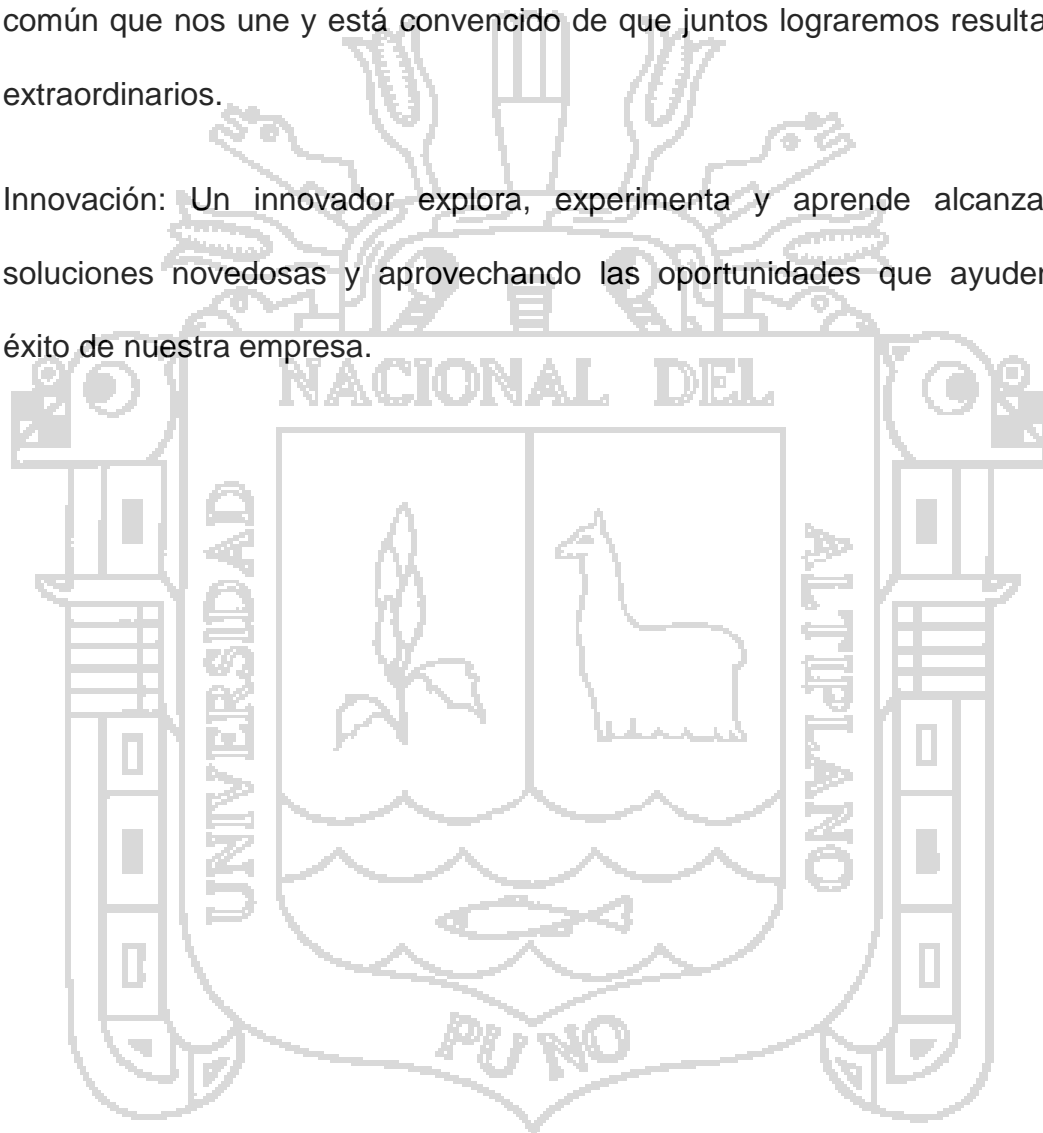 común que nos une y está convencido de que juntos lograremos resulta
extraordinarios.
Innovación: Un innovador explora, experimenta y aprende alcanza
soluciones novedosas y aprovechando las oportunidades que ayuden
éxito de nuestra empresa.
NACIONAL DEL
UNIVERSIDAD
ALTIPLANO
PUNO